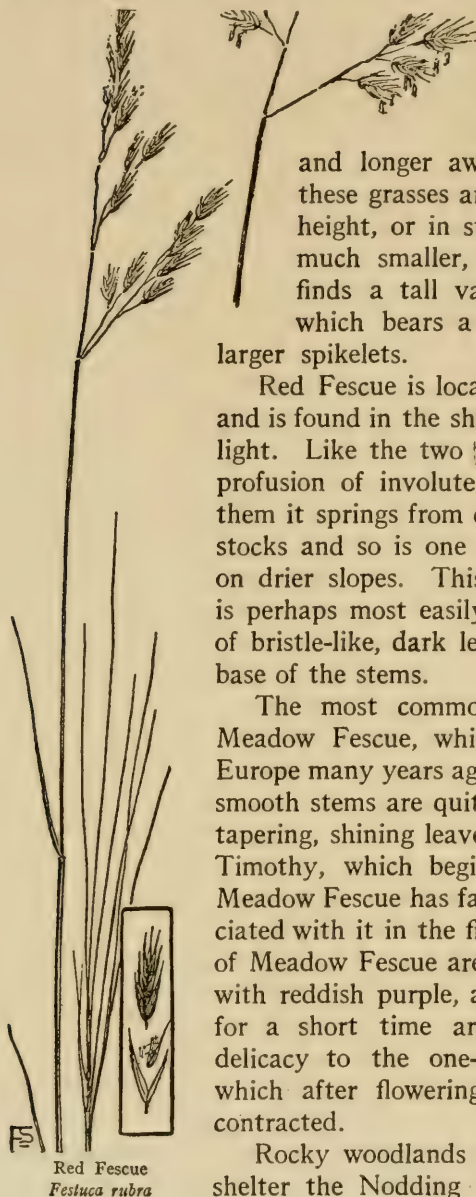 and longer aw
these grasses ar
height, or in s
much smaller,
finds a tall va
which bears a
larger spikelets.
Red Fescue is loca
and is found in the sh
light. Like the two
profusion of involute
them it springs from
stocks and so is one
on drier slopes. This
is perhaps most easily
of bristle-like, dark le
base of the stems.
The most commo
Meadow Fescue, whi
Europe many years ag
smooth stems are quit
tapering, shining leave
Timothy, which begi
Meadow Fescue has fa
ciated with it in the f
of Meadow Fescue are
with reddish purple, a
for a short time ar
delicacy to the one-
which after flowering
contracted.
Rocky woodlands
shelter the Nodding
Red Fescue
Festuca rubra